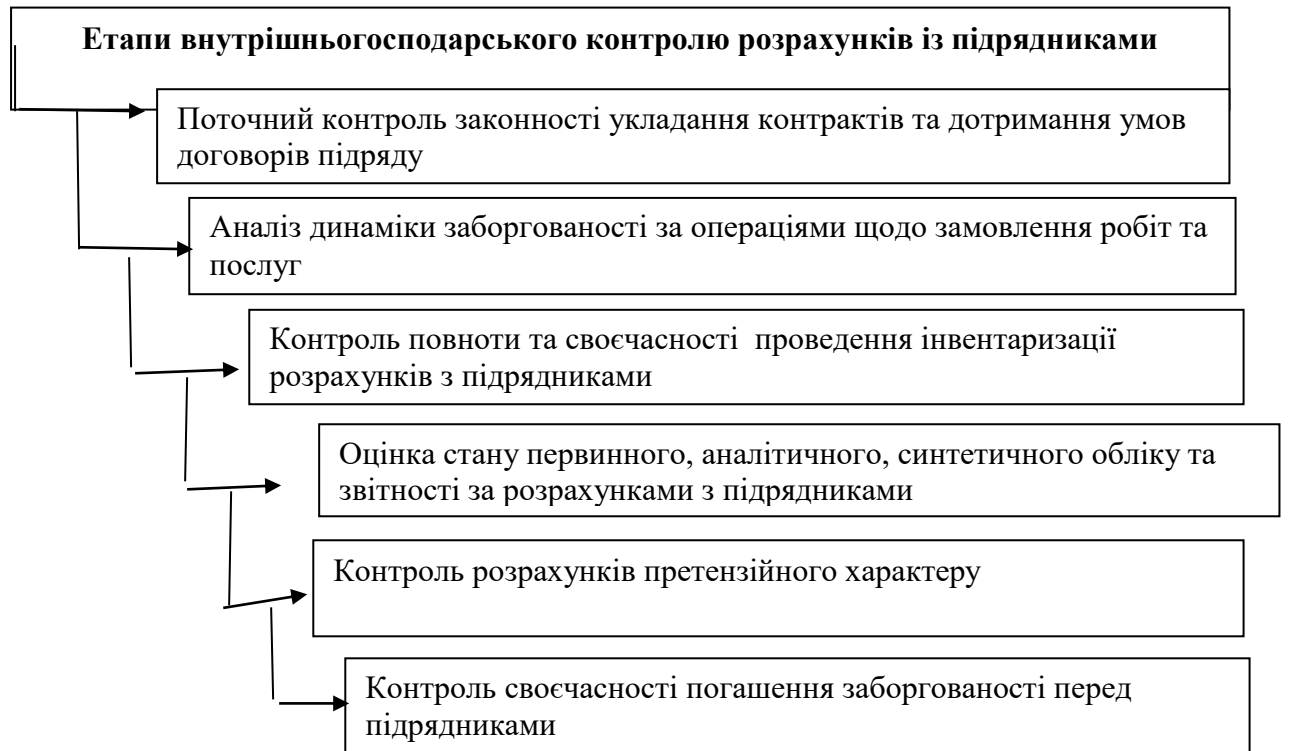 Етапи внутрішньогосподарського контролю розрахунків із підрядниками
Поточний контроль законності укладання контрактів та дотримання умов
договорів підряду
Аналіз динаміки заборгованості за операціями щодо замовлення робіт та
послуг
Контроль повноти та своєчасності проведення інвентаризації
розрахунків з підрядниками
Оцінка стану первинного, аналітичного, синтетичного обліку та
звітності за розрахунками з підрядниками
Контроль розрахунків претензійного характеру
Контроль своєчасності погашення заборгованості перед
підрядниками